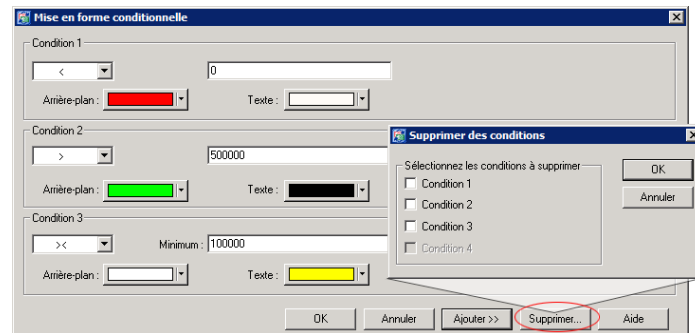 Mise en forme conditionnelle
Condition 1
<
0
Arrière-plan :
Texte :
Condition 2
>
500000
Arrière-plan :
Texte :
Condition 3
><
Minimum : 100000
Arrière-plan :
Texte :
OK
Annuler
Ajouter >>
Supprimer...
Aide
Supprimer des conditions
Sélectionnez les conditions à supprimer
Condition 1
Condition 2
Condition 3
Condition 4
OK
Annuler